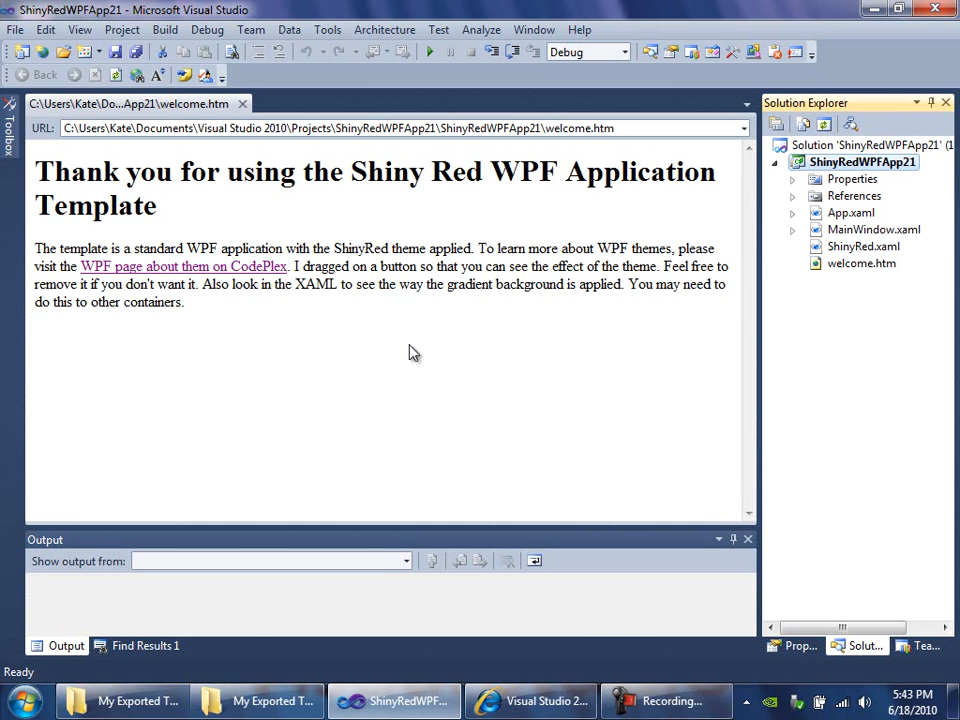 ShinyRedWPFApp21 - Microsoft Visual Studio
File Edit View Project Build Debug Team Data Tools Architecture Test Analyze Window Help
Debug
Back
C:\Users\Kate\Do...App21\welcome.htm
Solution Explorer
Toolbox
URL: C:\Users\Kate\Documents\Visual Studio 2010\Projects\ShinyRedWPFApp21\ShinyRedWPFApp21\welcome.htm
Thank you for using the Shiny Red WPF Application
Template
The template is a standard WPF application with the ShinyRed theme applied. To learn more about WPF themes, please
visit the WPF page about them on CodePlex. I dragged on a button so that you can see the effect of the theme. Feel free to
remove it if you don't want it. Also look in the XAML to see the way the gradient background is applied. You may need to
do this to other containers.
Solution 'ShinyRedWPFApp21' (1
ShinyRedWPFApp21
Properties
References
App.xaml
MainWindow.xaml
ShinyRed.xaml
welcome.htm
Output
Show output from:
Output Find Results 1
Prop... Solut... Tea...
Ready
My Exported T... My Exported T... ShinyRedWPF... Visual Studio 2... Recording...
5:43 PM
6/18/2010